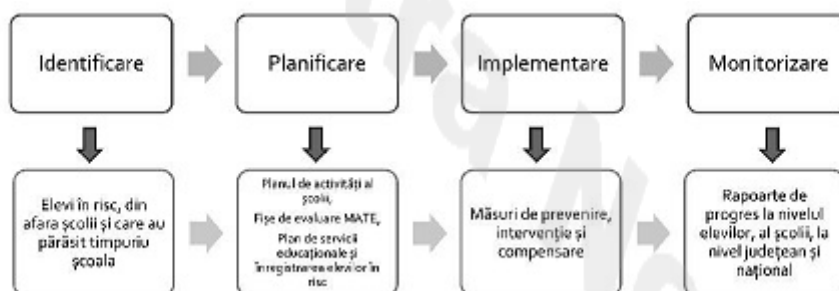 Identificare
Planificare
Implementare
Monitorizare
Elevi în risc, din
afara școlii și care au
părăsit timpuriu
școala
Planul de activități al
școlii,
Fișe de evaluare MATE,
Plan de servicii
educaționale și
înregistrarea elevilor în
risc
Măsuri de prevenire,
intervenție și
compensare
Rapoarte de
progres la nivelul
elevilor, al școlii, la
nivel județean și
național